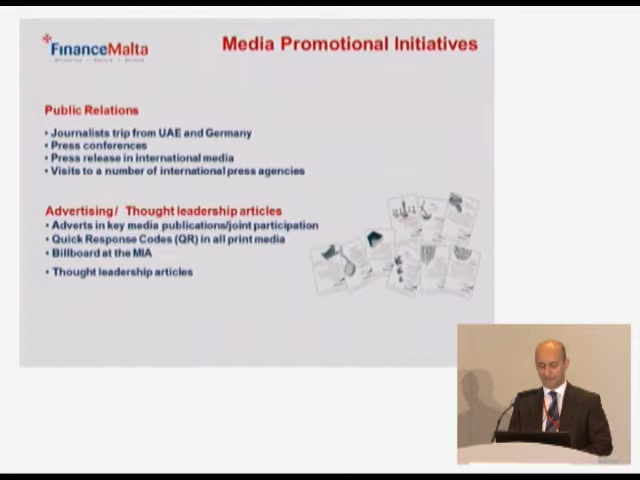 FinanceMalta
Media Promotional Initiatives
Public Relations
• Journalists trip from UAE and Germany
• Press conferences
• Press release in international media
• Visits to a number of international press agencies
Advertising/ Thought leadership articles
• Adverts in key media publications/joint participation
• Quick Response Codes (QR) in all print media
• Billboard at the MIA
• Thought leadership articles